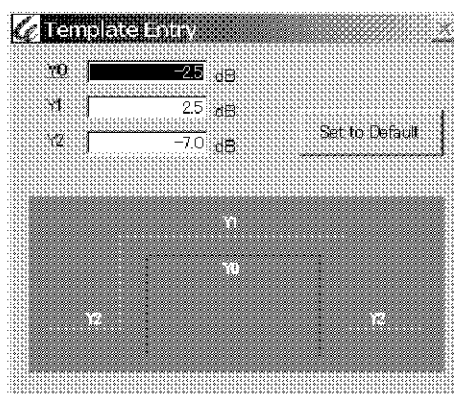 Template Entry
Y0 -2.5 dB
Y1 2.5 dB
Y2 -7.0 dB
Set to Default
Y1
Y0
Y2 Y2